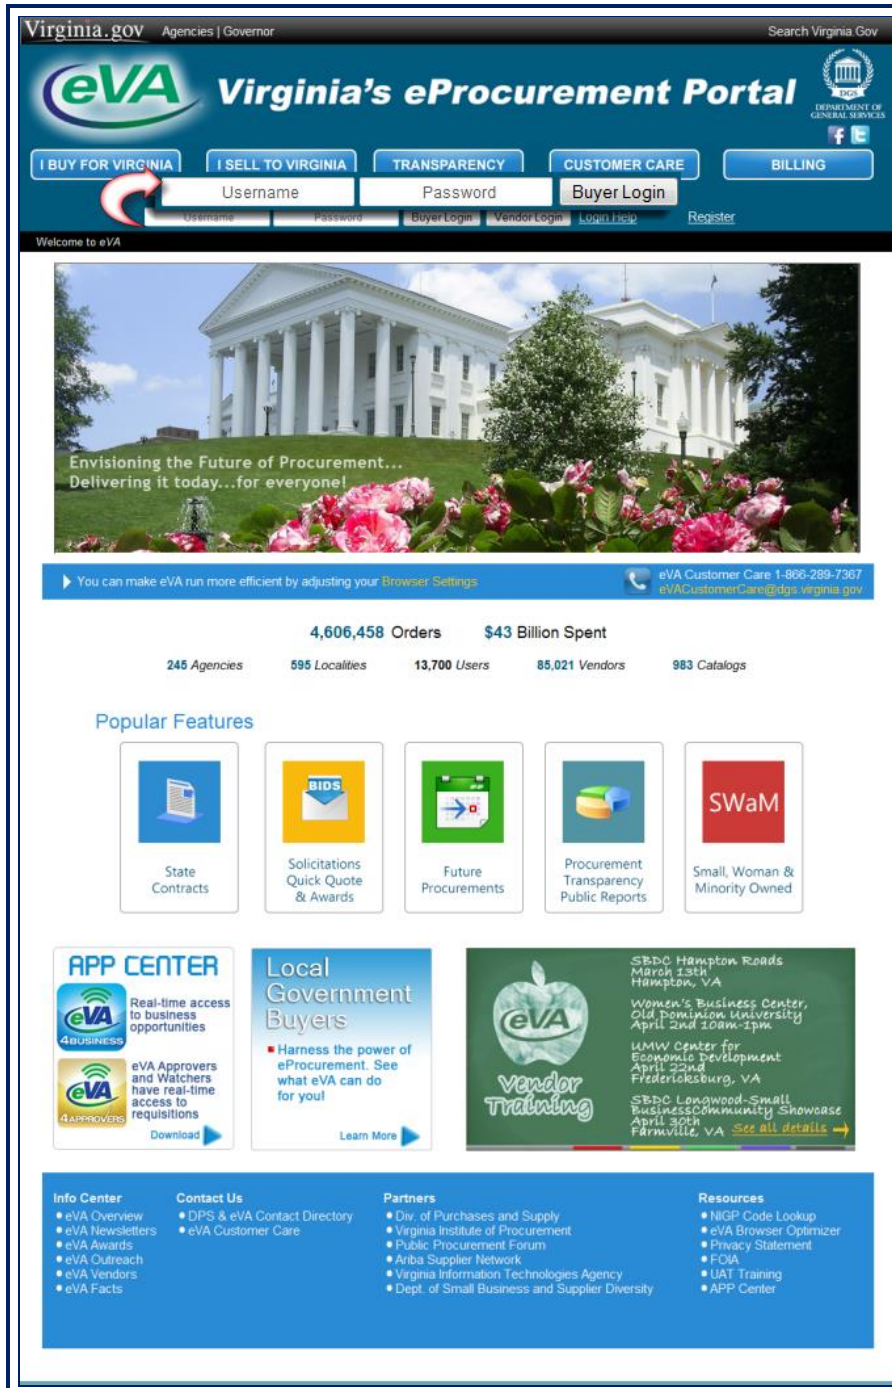 Virginia.gov Agencies | Governor Search Virginia.Gov
eVA Virginia's eProcurement Portal
DGS
DEPARTMENT OF
GENERAL SERVICES
I BUY FOR VIRGINIA I SELL TO VIRGINIA TRANSPARENCY CUSTOMER CARE BILLING
Username Password Buyer Login
Username Password Buyer Login Vendor Login Login Help Register
Welcome to eVA
Envisioning the Future of Procurement...
Delivering it today...for everyone!
You can make eVA run more efficient by adjusting your Browser Settings
eVA Customer Care 1-866-289-7367
eVACustomerCare@dgs.virginia.gov
4,606,458 Orders $43 Billion Spent
245 Agencies 595 Localities 13,700 Users 85,021 Vendors 983 Catalogs
Popular Features
State
Contracts
BIDS
Solicitations
Quick Quote
& Awards
Future
Procurements
Procurement
Transparency
Public Reports
SWaM
Small, Woman &
Minority Owned
APP CENTER
eVA
4BUSINESS
Real-time access
to business
opportunities
eVA
4APPROVERS
eVA Approvers
and Watchers
have real-time
access to
requisitions
Download
Local
Government
Buyers
Harness the power of
eProcurement. See
what eVA can do
for you!
Learn More
eVA
Vendor
Training
SBDC Hampton Roads
March 13th
Hampton, VA
Women's Business Center,
Old Dominion University
April 2nd 10am-1pm
UMW Center for
Economic Development
April 22nd
Fredericksburg, VA
SBDC Longwood-Small
BusinessCommunity Showcase
April 30th
Farmville, VA See all details
Info Center
eVA Overview
eVA Newsletters
eVA Awards
eVA Outreach
eVA Vendors
eVA Facts
Contact Us
DPS & eVA Contact Directory
eVA Customer Care
Partners
Div. of Purchases and Supply
Virginia Institute of Procurement
Public Procurement Forum
Ariba Supplier Network
Virginia Information Technologies Agency
Dept. of Small Business and Supplier Diversity
Resources
NIGP Code Lookup
eVA Browser Optimizer
Privacy Statement
FOIA
UAT Training
APP Center